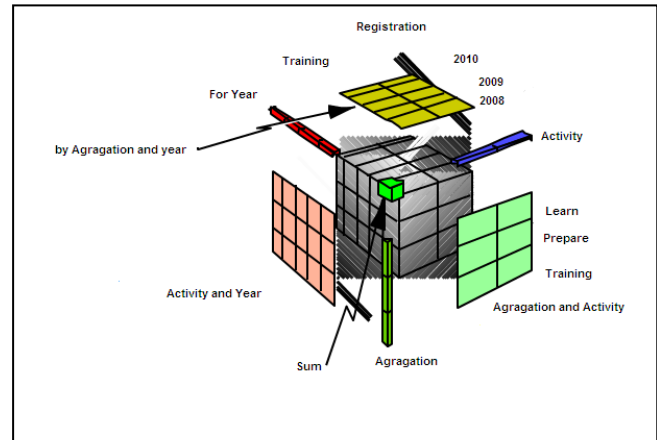 Registration
Training
2010
2009
2008
For Year
Activity
by Agragation and year
Learn
Prepare
Training
Activity and Year
Agragation and Activity
Sum
Agragation